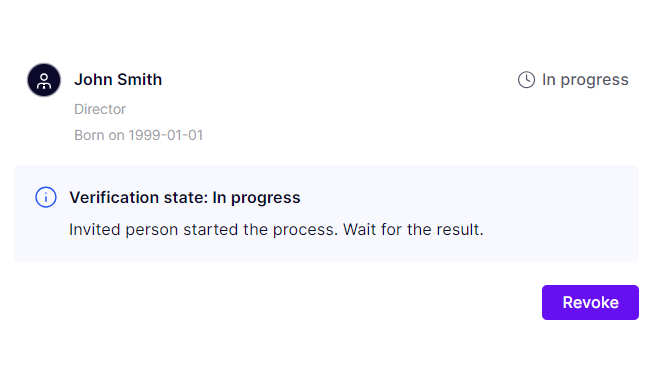 John Smith
In progress
Director
Born on 1999-01-01
Verification state: In progress
Invited person started the process. Wait for the result.
Revoke